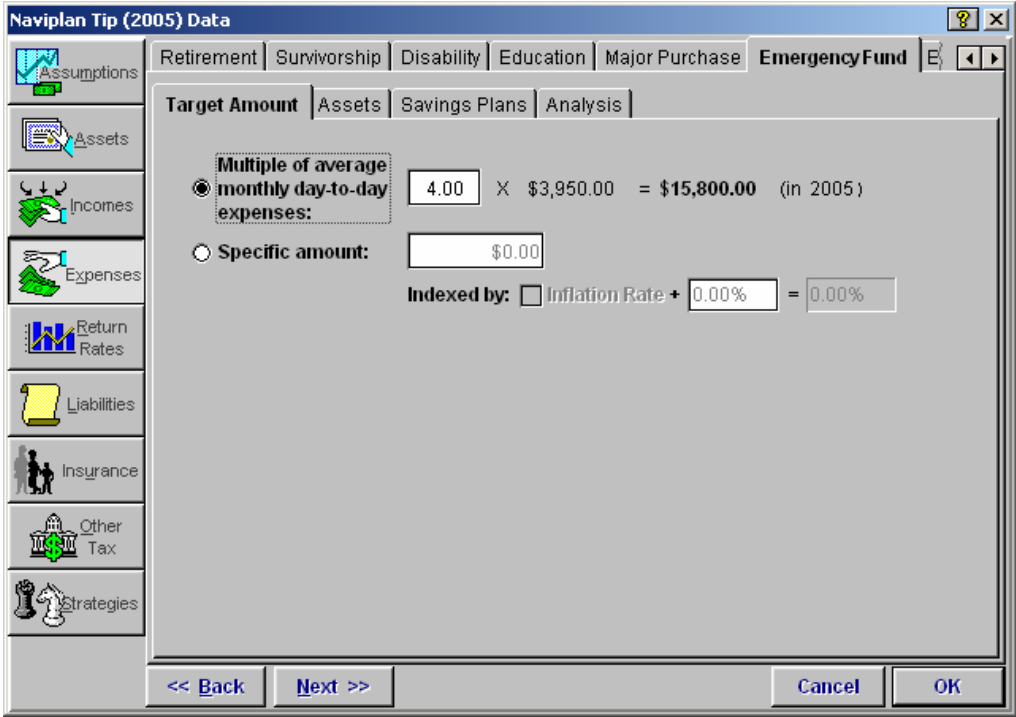 Naviplan Tip (2005) Data
Assumptions
Assets
Incomes
Expenses
Return
Rates
Liabilities
Insurance
Other
Tax
Strategies
Retirement Survivorship Disability Education Major Purchase Emergency Fund E
Target Amount Assets Savings Plans Analysis
Multiple of average
monthly day-to-day
expenses:
4.00 X $3,950.00 = $15,800.00 (in 2005)
Specific amount: $0.00
Indexed by: Inflation Rate + 0.00% = 0.00%
<< Back Next >> Cancel OK